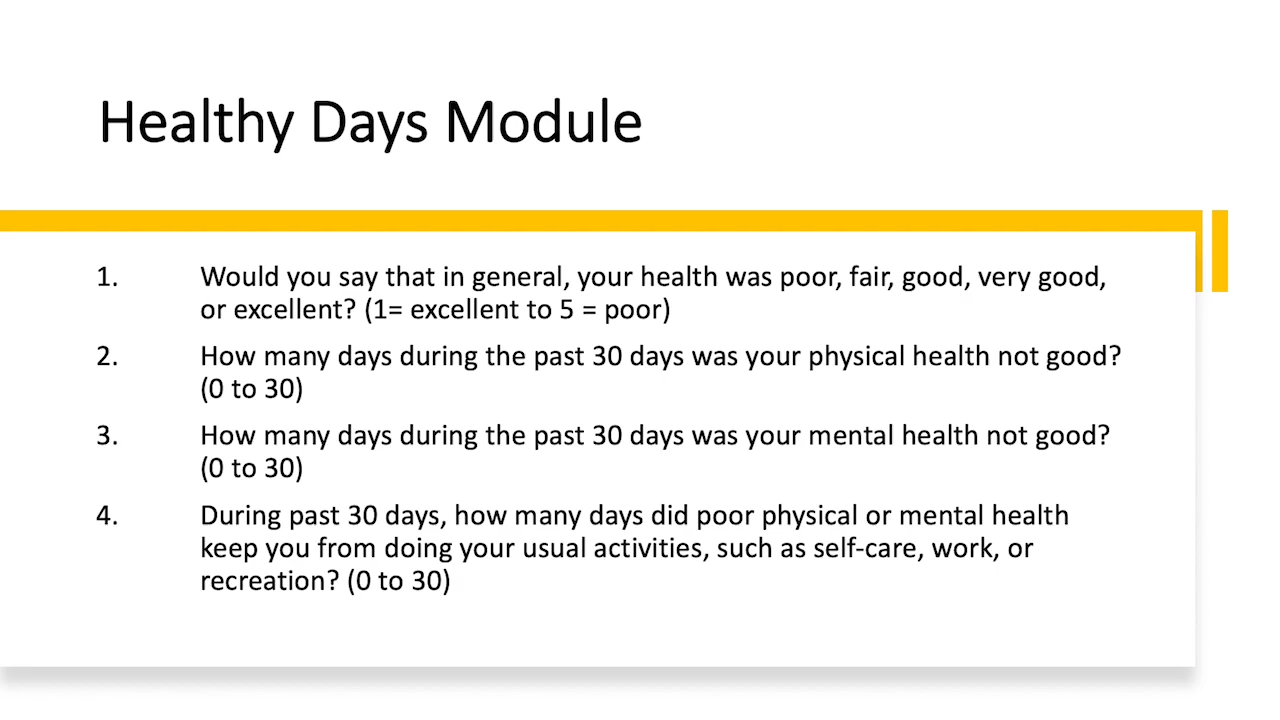 Healthy Days Module
1. Would you say that in general, your health was poor, fair, good, very good,
or excellent? (1= excellent to 5 = poor)
2. How many days during the past 30 days was your physical health not good?
(0 to 30)
3. How many days during the past 30 days was your mental health not good?
(0 to 30)
4. During past 30 days, how many days did poor physical or mental health
keep you from doing your usual activities, such as self-care, work, or
recreation? (0 to 30)